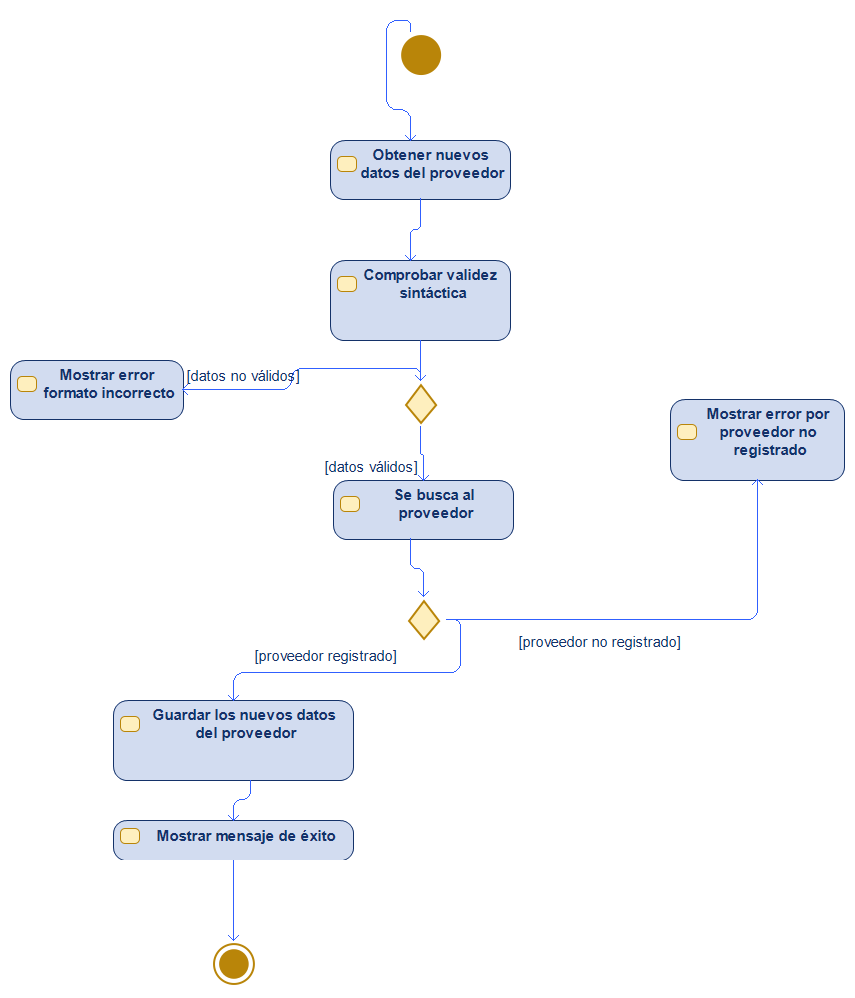 Obtener nuevos
datos del proveedor
Comprobar validez
sintáctica
Mostrar error
formato incorrecto
[datos no válidos]
Mostrar error por
proveedor no
registrado
[datos válidos]
Se busca al
proveedor
[proveedor no registrado]
[proveedor registrado]
Guardar los nuevos datos
del proveedor
Mostrar mensaje de éxito